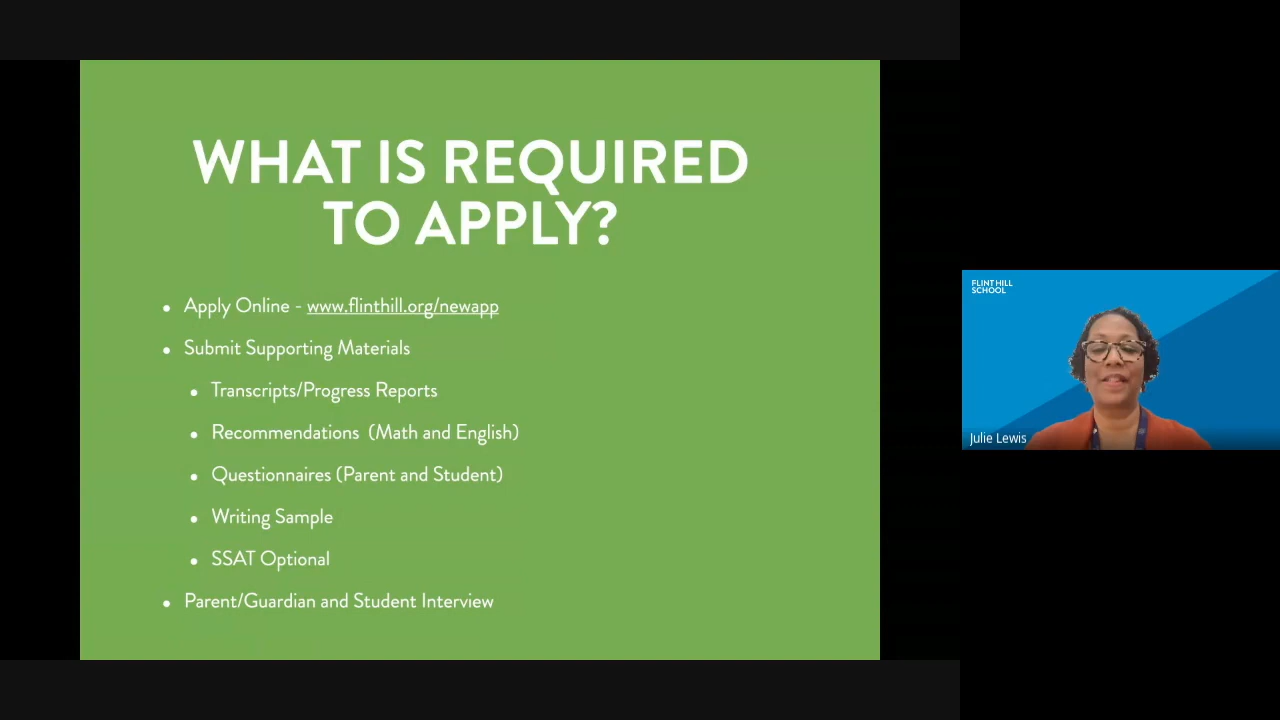 WHAT IS REQUIRED
TO APPLY?
• Apply Online - www.flinthill.org/newapp
• Submit Supporting Materials
• Transcripts/Progress Reports
• Recommendations (Math and English)
• Questionnaires (Parent and Student)
• Writing Sample
• SSAT Optional
• Parent/Guardian and Student Interview
FLINT HILL
SCHOOL
Julie Lewis